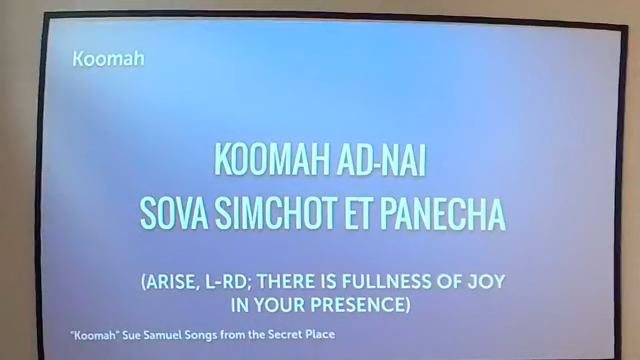 Koomah
KOOMAH AD-NAI
SOVA SIMCHOT ET PANECHA
(ARISE, L-RD; THERE IS FULLNESS OF JOY
IN YOUR PRESENCE)
"Koomah" Sue Samuel Songs from the Secret Place